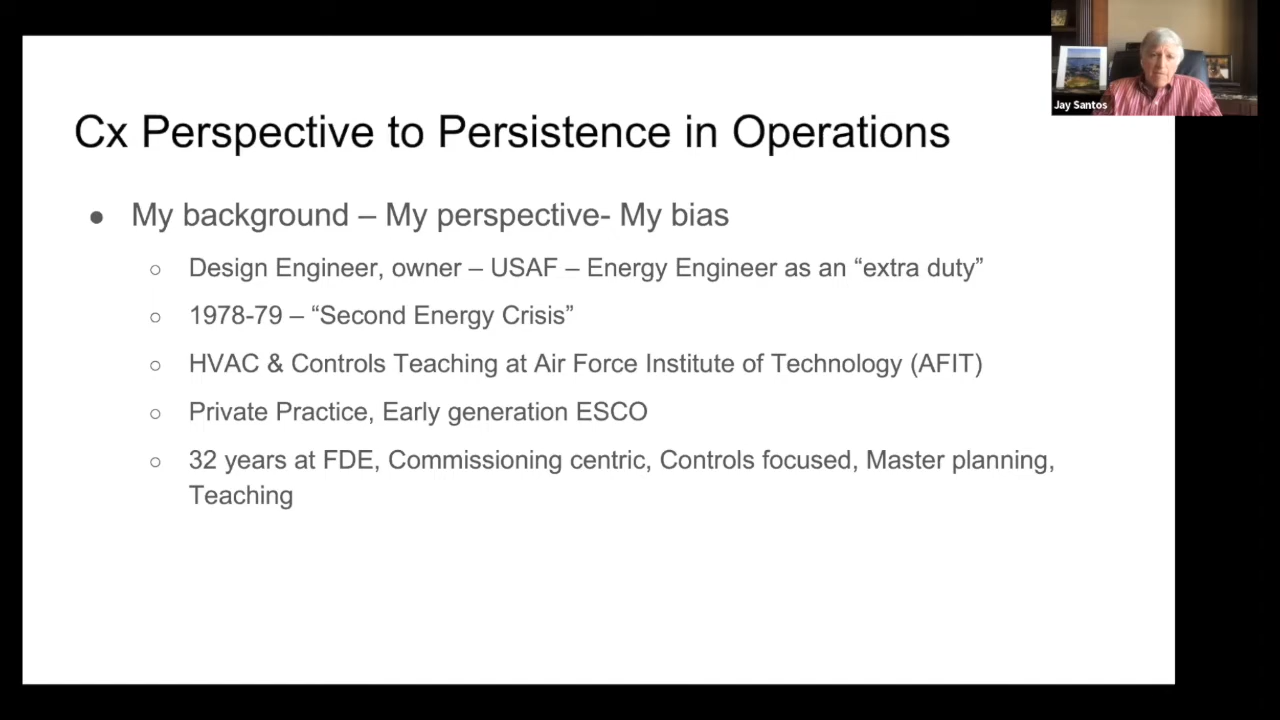 Jay Santos
Cx Perspective to Persistence in Operations
● My background – My perspective- My bias
○ Design Engineer, owner – USAF – Energy Engineer as an “extra duty”
○ 1978-79 – “Second Energy Crisis”
○ HVAC & Controls Teaching at Air Force Institute of Technology (AFIT)
○ Private Practice, Early generation ESCO
○ 32 years at FDE, Commissioning centric, Controls focused, Master planning,
Teaching